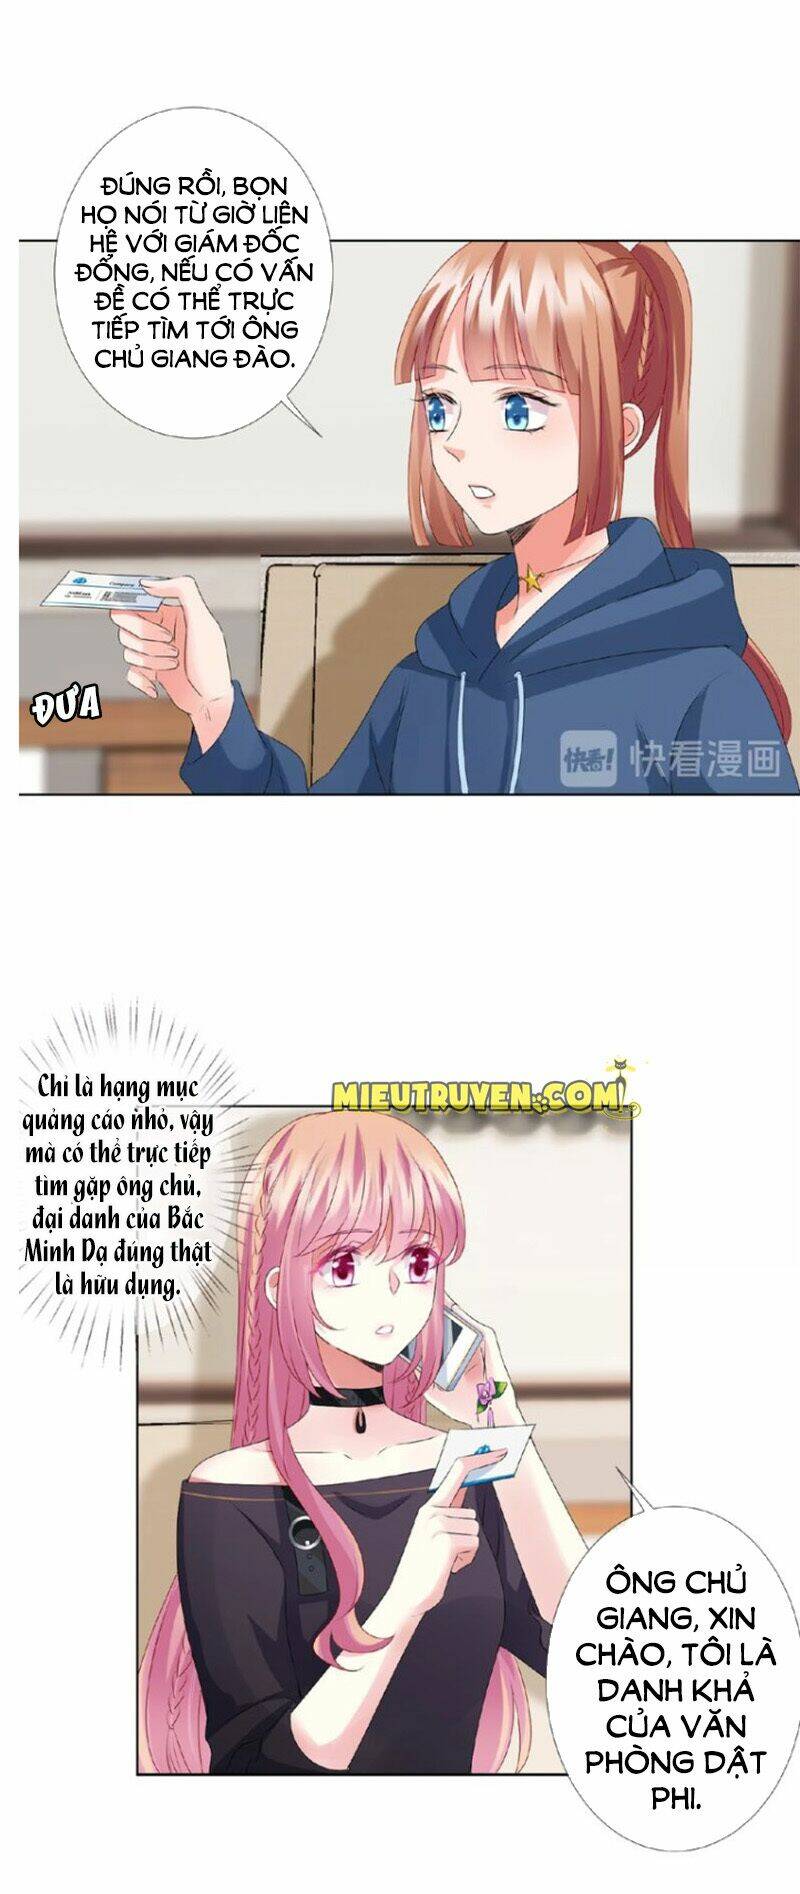 ĐÚNG RỒI, BỌN
HỌ NÓI TỪ GIỜ LIÊN
HỆ VỚI GIÁM ĐỐC
ĐỔNG, NẾU CÓ VẤN
ĐỀ CÓ THỂ TRỰC
TIẾP TÌM TỚI ÔNG
CHỦ GIANG ĐÀO.
Company
ĐƯA
快看! 快看漫画
MIEUTRUYEN.COM
Chỉ là hạng mục
quảng cáo nhỏ, vậy
mà có thể trực tiếp
tìm gặp ông chủ,
đại danh của Bắc
Minh Dạ đúng thật
là hữu dụng.
ÔNG CHỦ
GIANG, XIN
CHÀO, TÔI LÀ
DANH KHẢ
CỦA VĂN
PHÒNG DẬT
PHI.